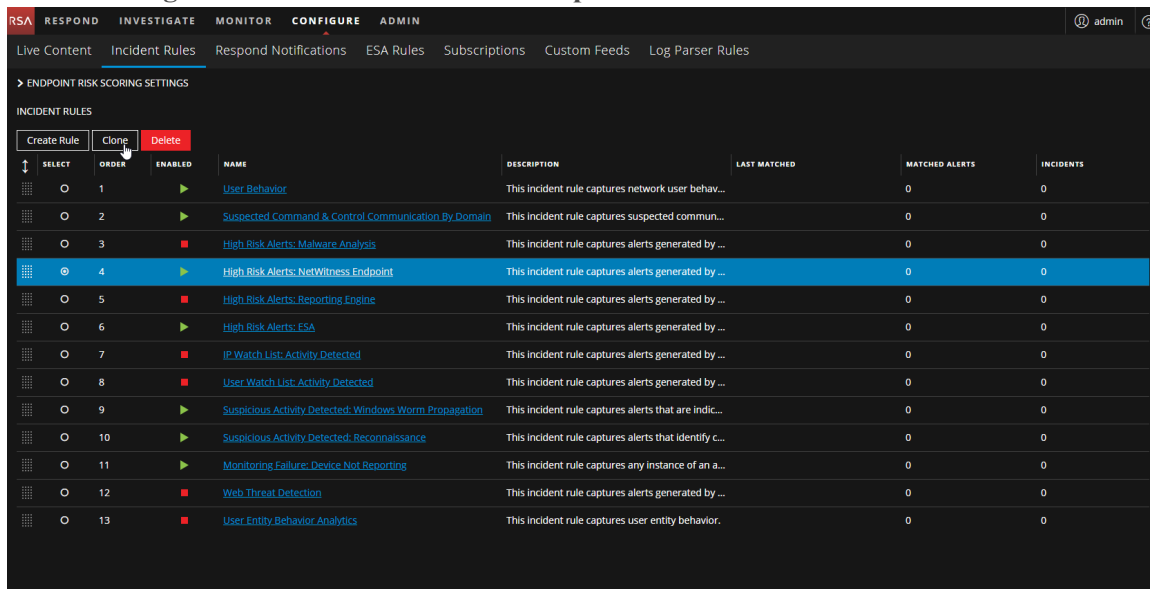 RSA RESPOND INVESTIGATE MONITOR CONFIGURE ADMIN admin
Live Content Incident Rules Respond Notifications ESA Rules Subscriptions Custom Feeds Log Parser Rules
ENDPOINT RISK SCORING SETTINGS
INCIDENT RULES
Create Rule Clone Delete
SELECT ORDER ENABLED NAME DESCRIPTION LAST MATCHED MATCHED ALERTS INCIDENTS
1 User Behavior This incident rule captures network user behav... 0 0
2 Suspected Command & Control Communication By Domain This incident rule captures suspected commun... 0 0
3 High Risk Alerts: Malware Analysis This incident rule captures alerts generated by ... 0 0
4 High Risk Alerts: NetWitness Endpoint This incident rule captures alerts generated by ... 0 0
5 High Risk Alerts: Reporting Engine This incident rule captures alerts generated by ... 0 0
6 High Risk Alerts: ESA This incident rule captures alerts generated by ... 0 0
7 IP Watch List: Activity Detected This incident rule captures alerts generated by ... 0 0
8 User Watch List: Activity Detected This incident rule captures alerts generated by ... 0 0
9 Suspicious Activity Detected: Windows Worm Propagation This incident rule captures alerts that are indic... 0 0
10 Suspicious Activity Detected: Reconnaissance This incident rule captures alerts that identify c... 0 0
11 Monitoring Failure: Device Not Reporting This incident rule captures any instance of an a... 0 0
12 Web Threat Detection This incident rule captures alerts generated by ... 0 0
13 User Entity Behavior Analytics This incident rule captures user entity behavior. 0 0